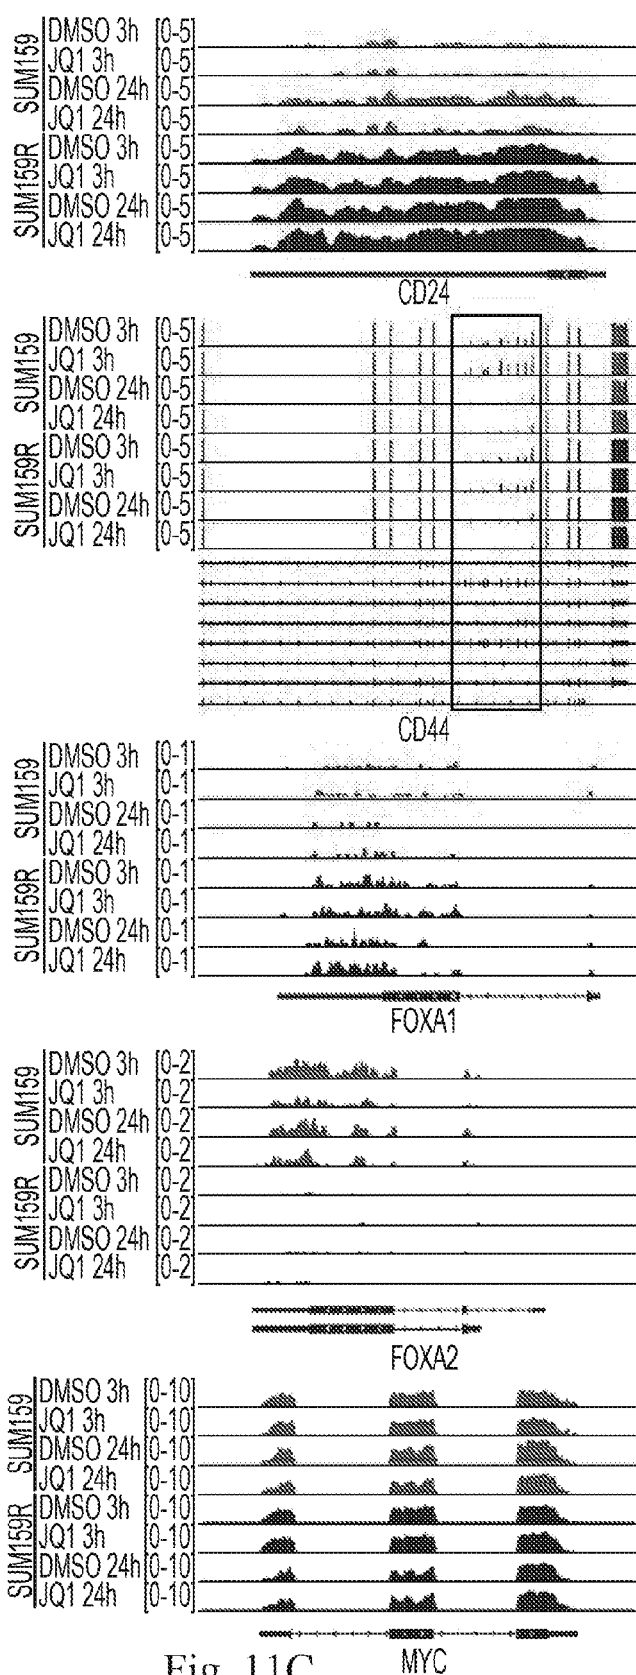 SUM159
DMSO 3h [0-5]
JQ1 3h [0-5]
DMSO 24h [0-5]
JQ1 24h [0-5]
SUM159R
DMSO 3h [0-5]
JQ1 3h [0-5]
DMSO 24h [0-5]
JQ1 24h [0-5]
CD24
SUM159
DMSO 3h [0-5]
JQ1 3h [0-5]
DMSO 24h [0-5]
JQ1 24h [0-5]
SUM159R
DMSO 3h [0-5]
JQ1 3h [0-5]
DMSO 24h [0-5]
JQ1 24h [0-5]
CD44
SUM159
DMSO 3h [0-1]
JQ1 3h [0-1]
DMSO 24h [0-1]
JQ1 24h [0-1]
SUM159R
DMSO 3h [0-1]
JQ1 3h [0-1]
DMSO 24h [0-1]
JQ1 24h [0-1]
FOXA1
SUM159
DMSO 3h [0-2]
JQ1 3h [0-2]
DMSO 24h [0-2]
JQ1 24h [0-2]
SUM159R
DMSO 3h [0-2]
JQ1 3h [0-2]
DMSO 24h [0-2]
JQ1 24h [0-2]
FOXA2
SUM159
DMSO 3h [0-10]
JQ1 3h [0-10]
DMSO 24h [0-10]
JQ1 24h [0-10]
SUM159R
DMSO 3h [0-10]
JQ1 3h [0-10]
DMSO 24h [0-10]
JQ1 24h [0-10]
MYC
Fig. 11C